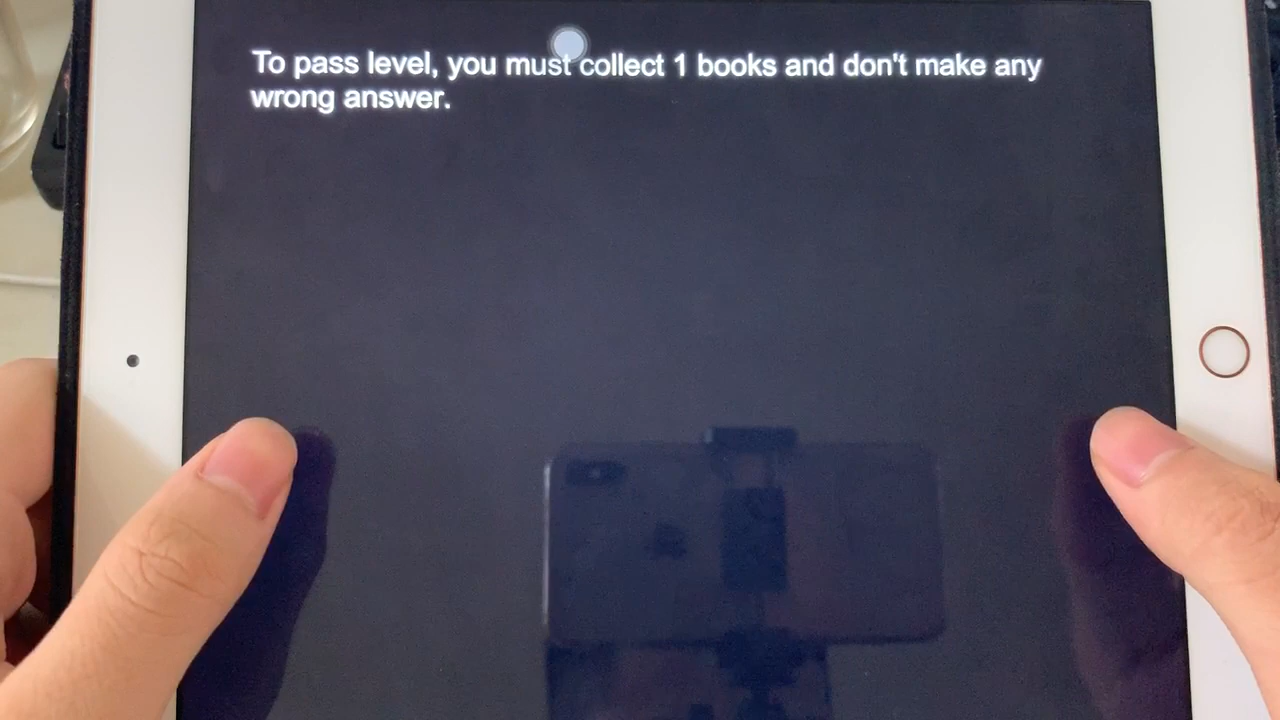 To pass level, you must collect 1 books and don't make any
wrong answer.